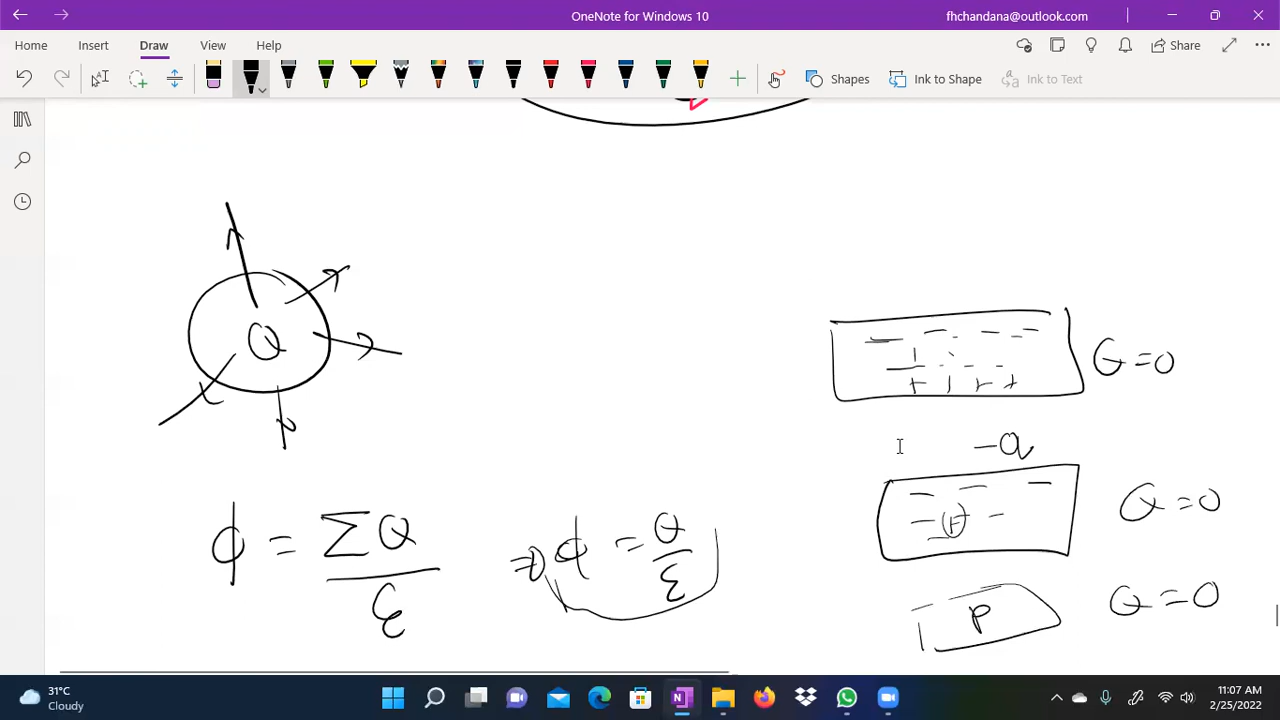 OneNote for Windows 10
fhchandana@outlook.com
Home Insert Draw View Help
Share
Shapes
Ink to Shape
Ink to Text
Q
Q = 0
-Q
Q = 0
ϕ = ΣQ/ε ⇒ ϕ = Q/ε
P
Q = 0
31°C
Cloudy
11:07 AM
2/25/2022